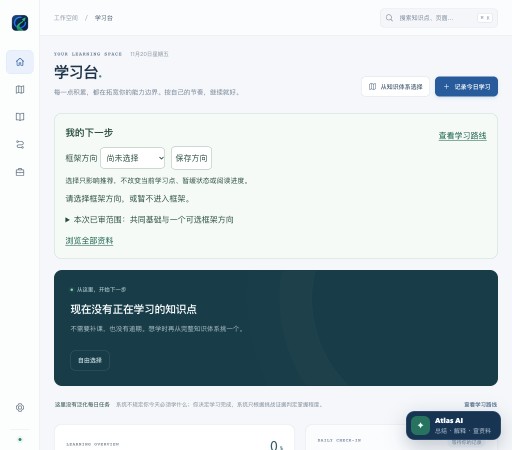 工作空间 / 学习台
搜索知识点、页面...
⌘ K
YOUR LEARNING SPACE 11月20日星期五
学习台.
每一点积累，都在拓宽你的能力边界。按自己的节奏，继续就好。
从知识体系选择
+ 记录今日学习
我的下一步
查看学习路线
框架方向 尚未选择 保存方向
选择只影响推荐，不改变当前学习点、暂缓状态或阅读进度。
请选择框架方向，或暂不进入框架。
▶ 本次已审范围：共同基础与一个可选框架方向
浏览全部资料
从这里，开始下一步
现在没有正在学习的知识点
不需要补课，也没有逾期。想学时再从完整知识体系挑一个。
自由选择
这里没有泛化每日任务
查看学习路线
Atlas AI
总结 · 解释 · 查资料
LEARNING OVERVIEW
0
DAILY CHECK-IN